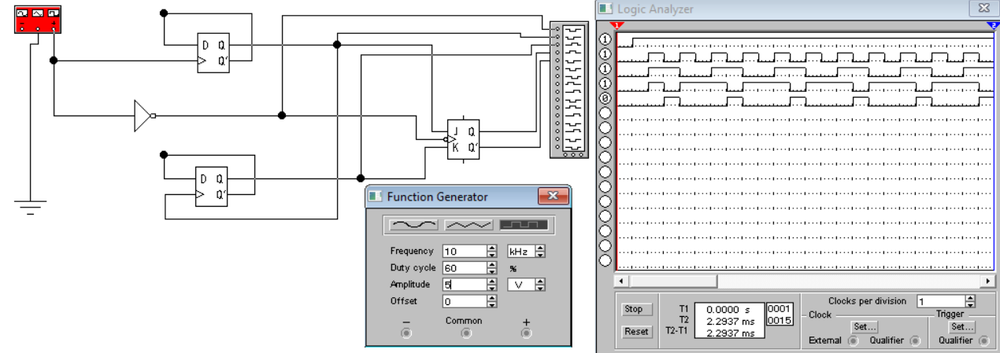 - +
D Q
Q'
J Q
K Q'
D Q
Q'
Function Generator
Frequency 10 kHz
Duty cycle 60 %
Amplitude 5 V
Offset 0
- Common +
Logic Analyzer
1 2
1
1
1
1
0
Stop
Reset
T1 0.0000 s 0001
T2 2.2937 ms 0015
T2-T1 2.2937 ms
Clocks per division 1
Clock Trigger
Set... Set...
External Qualifier Qualifier